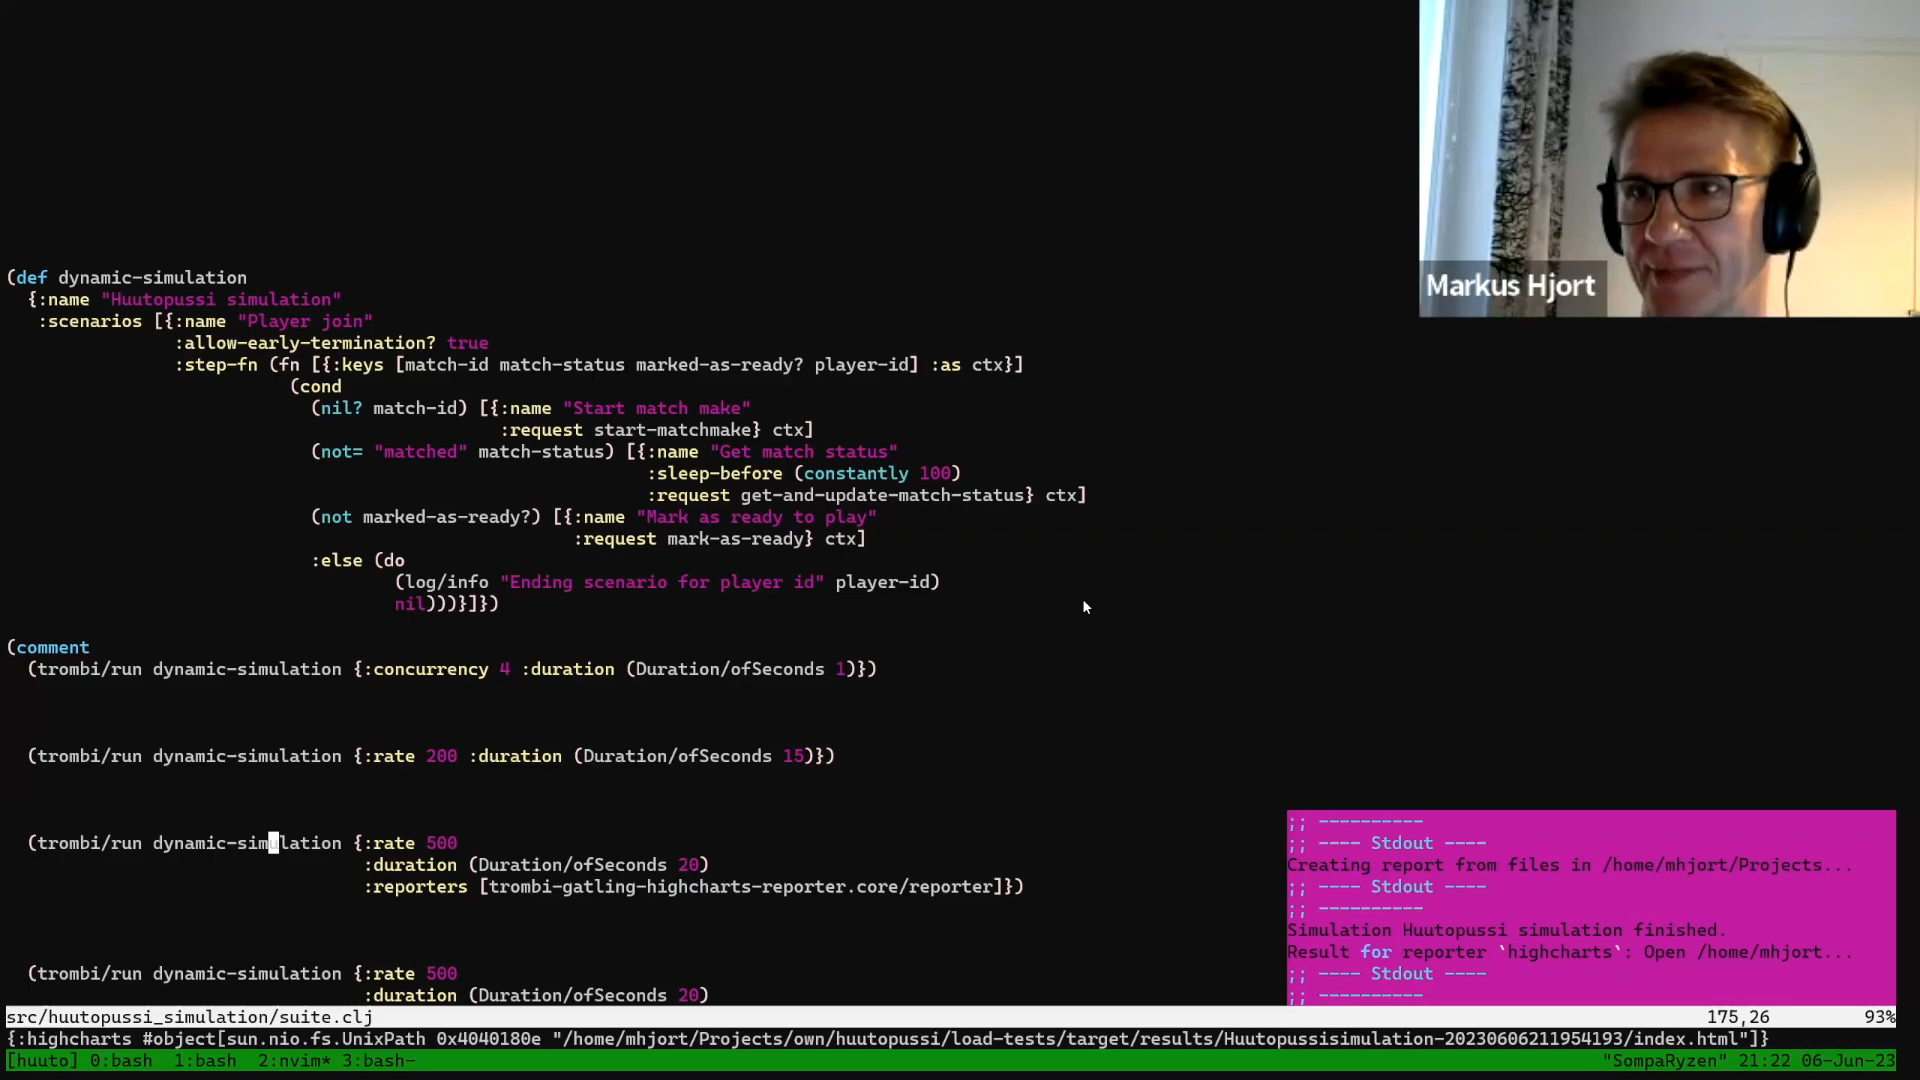 Markus Hjort
(def dynamic-simulation
{:name "Huutopussi simulation"
:scenarios [{:name "Player join"
:allow-early-termination? true
:step-fn (fn [{:keys [match-id match-status marked-as-ready? player-id] :as ctx}]
(cond
(nil? match-id) [{:name "Start match make"
:request start-matchmake} ctx]
(not= "matched" match-status) [{:name "Get match status"
:sleep-before (constantly 100)
:request get-and-update-match-status} ctx]
(not marked-as-ready?) [{:name "Mark as ready to play"
:request mark-as-ready} ctx]
:else (do
(log/info "Ending scenario for player id" player-id)
nil)))}]})
(comment
(trombi/run dynamic-simulation {:concurrency 4 :duration (Duration/ofSeconds 1)})
(trombi/run dynamic-simulation {:rate 200 :duration (Duration/ofSeconds 15)})
(trombi/run dynamic-simulation {:rate 500
:duration (Duration/ofSeconds 20)
:reporters [trombi-gatling-highcharts-reporter.core/reporter]})
(trombi/run dynamic-simulation {:rate 500
:duration (Duration/ofSeconds 20)
;; ----------
;; ---- Stdout ----
Creating report from files in /home/mhjort/Projects...
;; ---- Stdout ----
;; ----------
Simulation Huutopussi simulation finished.
Result for reporter `highcharts`: Open /home/mhjort...
;; ---- Stdout ----
;; ----------
src/huutopussi_simulation/suite.clj 175,26 93%
{:highcharts #object[sun.nio.fs.UnixPath 0x4040180e "/home/mhjort/Projects/own/huutopussi/load-tests/target/results/Huutopussisimulation-20230606211954193/index.html"]}
[huuto] 0:bash 1:bash 2:nvim* 3:bash- "SompaRyzen" 21:22 06-Jun-23